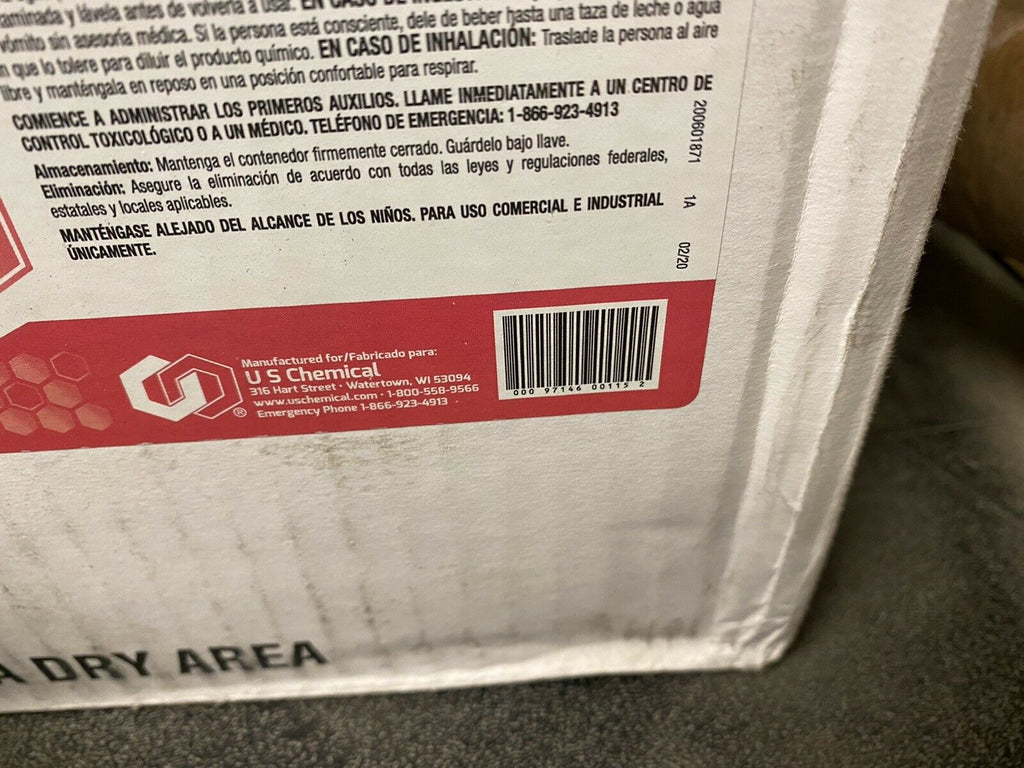 aminada y lávela antes de volverla a usar. EN CASO DE
vómito sin asesoría médica. Si la persona está consciente, dele de beber hasta una taza de leche o agua
n que lo tolere para diluir el producto químico. EN CASO DE INHALACIÓN: Traslade la persona al aire
libre y manténgala en reposo en una posición confortable para respirar.
COMIENCE A ADMINISTRAR LOS PRIMEROS AUXILIOS. LLAME INMEDIATAMENTE A UN CENTRO DE
CONTROL TOXICOLÓGICO O A UN MÉDICO. TELÉFONO DE EMERGENCIA: 1-866-923-4913
Almacenamiento: Mantenga el contenedor firmemente cerrado. Guárdelo bajo llave.
Eliminación: Asegure la eliminación de acuerdo con todas las leyes y regulaciones federales,
estatales y locales aplicables.
MANTÉNGASE ALEJADO DEL ALCANCE DE LOS NIÑOS. PARA USO COMERCIAL E INDUSTRIAL
ÚNICAMENTE.
200601871
1A
02/20
Manufactured for/Fabricado para:
U S Chemical
316 Hart Street · Watertown, WI 53094
www.uschemical.com · 1-800-558-9566
Emergency Phone 1-866-923-4913
®
000 97146 00115 2
A DRY AREA